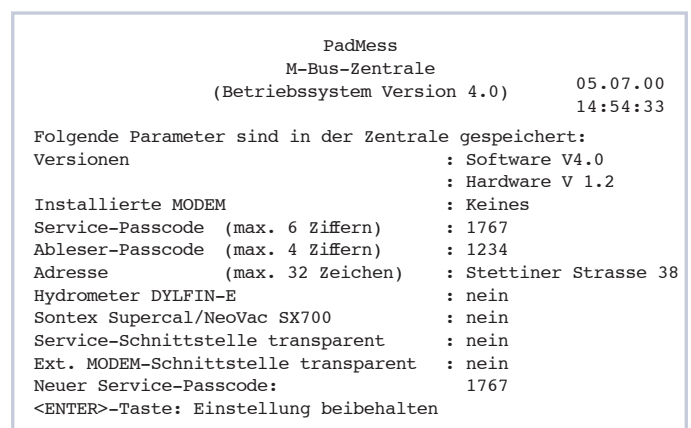 PadMess
M-Bus-Zentrale
(Betriebssystem Version 4.0) 05.07.00
14:54:33
Folgende Parameter sind in der Zentrale gespeichert:
Versionen : Software V4.0
: Hardware V 1.2
Installierte MODEM : Keines
Service-Passcode (max. 6 Ziffern) : 1767
Ableser-Passcode (max. 4 Ziffern) : 1234
Adresse (max. 32 Zeichen) : Stettiner Strasse 38
Hydrometer DYLFIN-E : nein
Sontex Supercal/NeoVac SX700 : nein
Service-Schnittstelle transparent : nein
Ext. MODEM-Schnittstelle transparent : nein
Neuer Service-Passcode: 1767
<ENTER>-Taste: Einstellung beibehalten